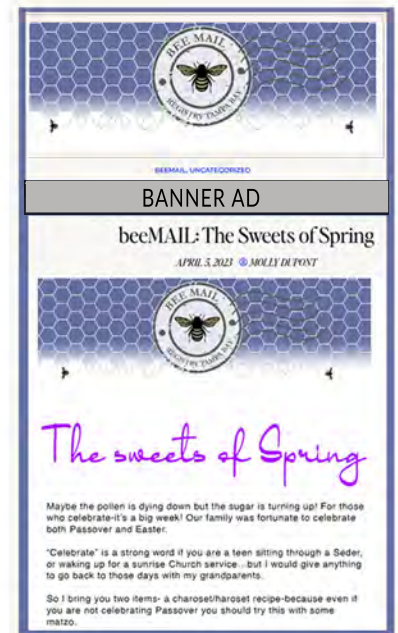 BEE MAIL
REGISTRY TAMPA BAY
BEEMAIL, UNCATEGORIZED
BANNER AD
beeMAIL: The Sweets of Spring
APRIL 5, 2023 MOLLY DUPONT
BEE MAIL
REGISTRY TAMPA BAY
The sweets of Spring
Maybe the pollen is dying down but the sugar is turning up! For those
who celebrate-it's a big week! Our family was fortunate to celebrate
both Passover and Easter.
"Celebrate" is a strong word if you are a teen sitting through a Seder,
or waking up for a sunrise Church service...but I would give anything
to go back to those days with my grandparents.
So I bring you two items- a charoset/haroset recipe-because even if
you are not celebrating Passover you should try this with some
matzo.